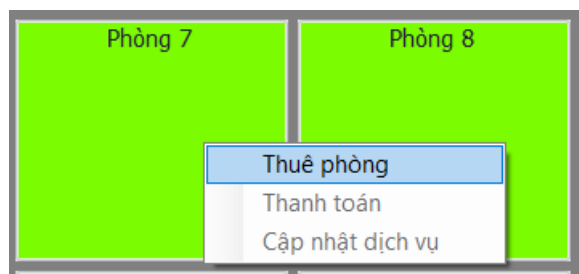 Phòng 7
Phòng 8
Thuê phòng
Thanh toán
Cập nhật dịch vụ